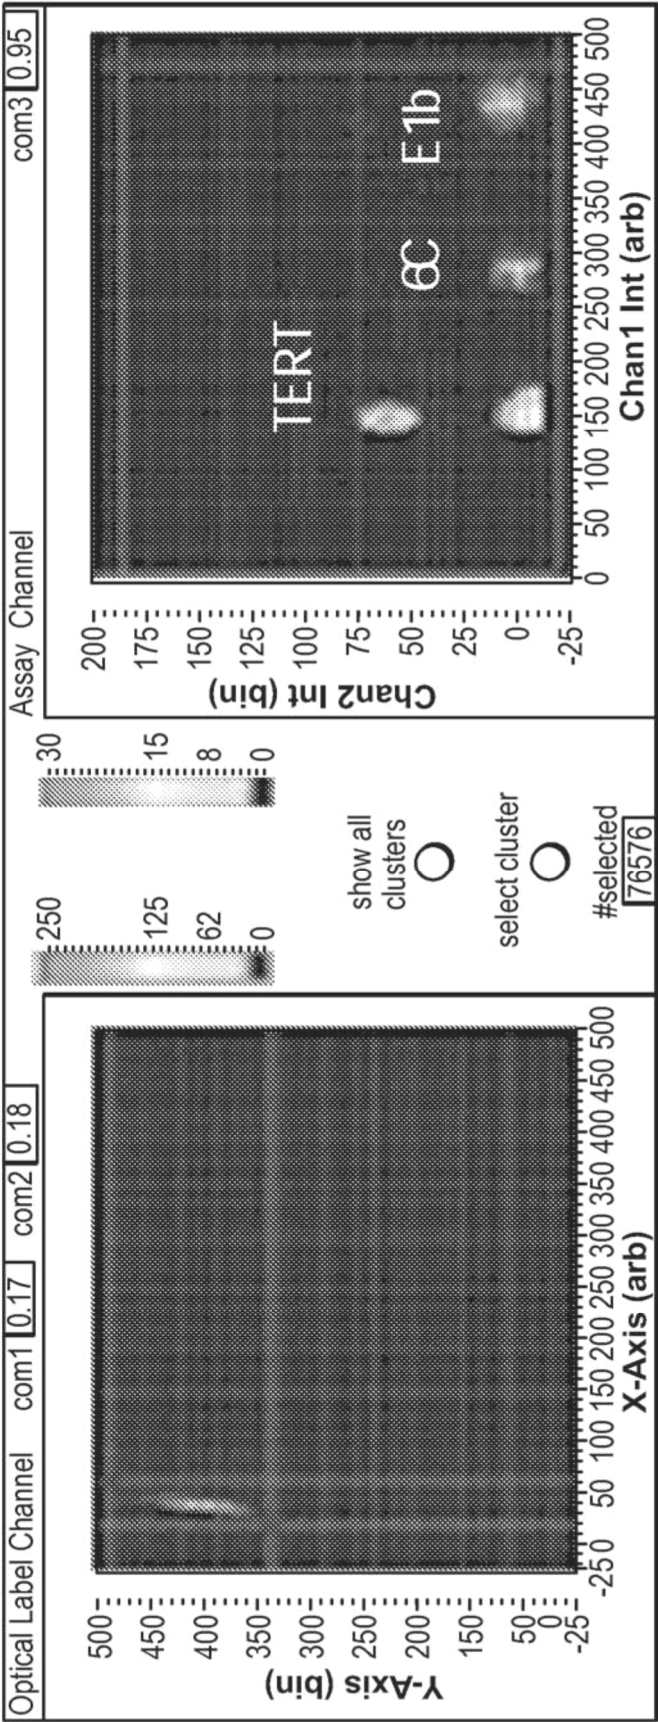 Optical Label Channel com1 0.17 com2 0.18
500
450
400
350
300
250
150
50
0
-25
Y-Axis (bin)
-25 0 50 100 150 200 250 300 350 400 450 500
X-Axis (arb)
250
125
62
0
30
15
8
0
show all
clusters
select cluster
#selected
76576
Assay Channel com3 0.95
200
175
150
125
100
75
50
25
0
-25
Chan2 Int (bin)
TERT
6C
E1b
0 50 100 150 200 250 300 350 400 450 500
Chan1 Int (arb)